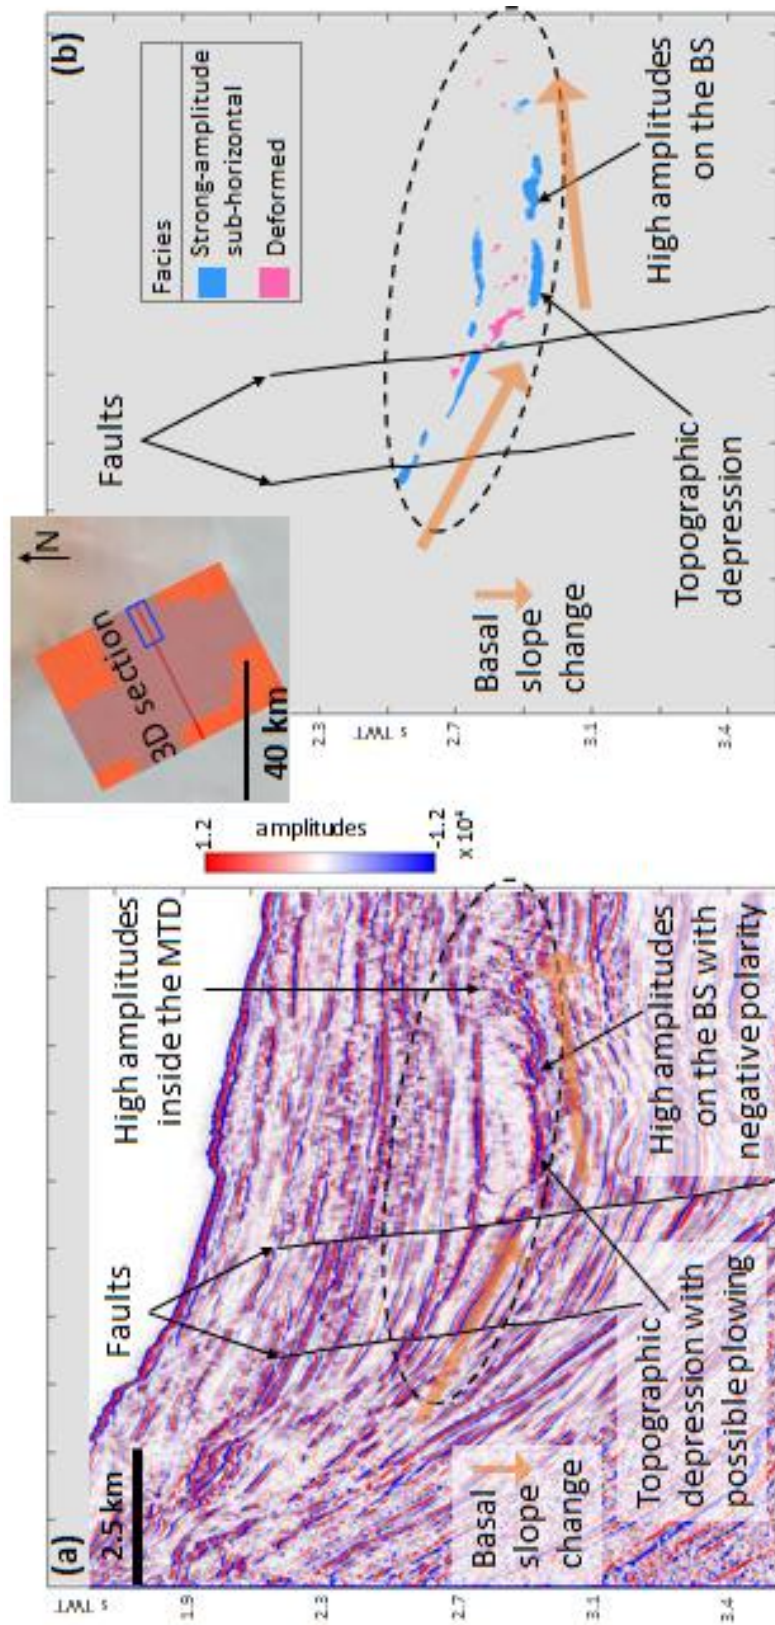 (a)
s TWT
1.9
2.3
2.7
3.1
3.4
2.5 km
Faults
High amplitudes
inside the MTD
Basal
slope
change
Topographic
depression with
possible plowing
High amplitudes
on the BS with
negative polarity
1.2
amplitudes
-1.2
x 10⁴
3D section
N
40 km
(b)
s TWT
2.3
2.7
3.1
3.4
Faults
Facies
Strong-amplitude
sub-horizontal
Deformed
Basal
slope
change
Topographic
depression
High amplitudes
on the BS